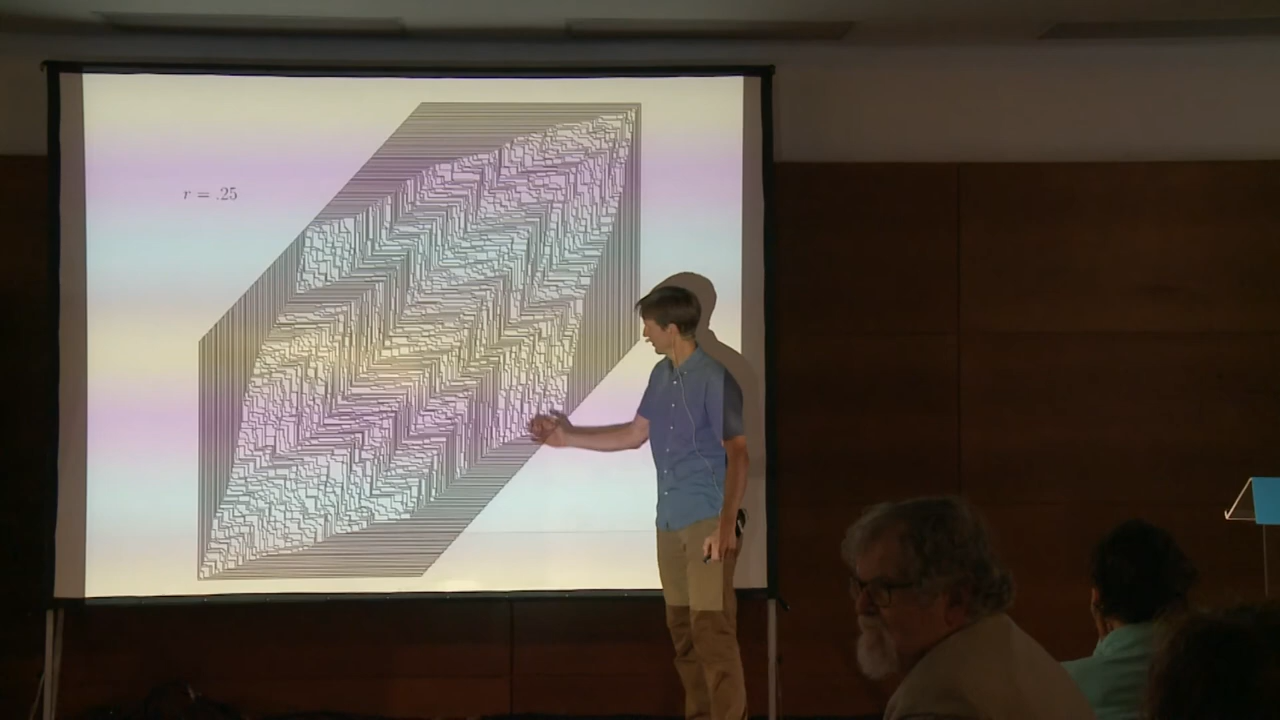 r = .25